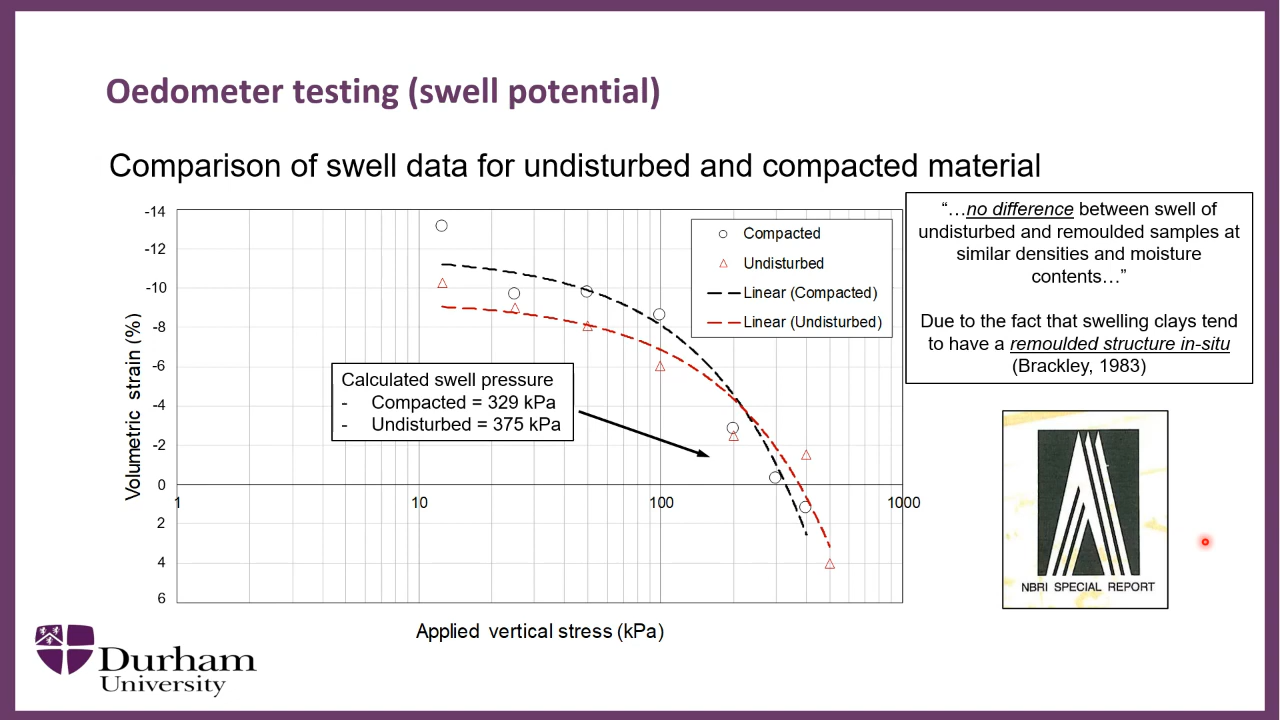 Oedometer testing (swell potential)
Comparison of swell data for undisturbed and compacted material
-14
-12
-10
-8
-6
-4
-2
0
2
4
6
1
10
100
1000
Volumetric strain (%)
Applied vertical stress (kPa)
Compacted
Undisturbed
Linear (Compacted)
Linear (Undisturbed)
Calculated swell pressure
- Compacted = 329 kPa
- Undisturbed = 375 kPa
“…no difference between swell of
undisturbed and remoulded samples at
similar densities and moisture
contents…”
Due to the fact that swelling clays tend
to have a remoulded structure in-situ
(Brackley, 1983)
NBRI SPECIAL REPORT
Durham
University